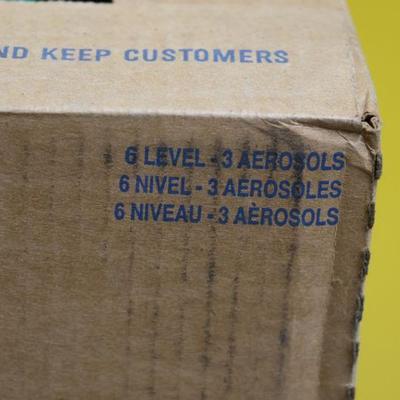 ND KEEP CUSTOMERS
6 LEVEL - 3 AEROSOLS
6 NIVEL - 3 AEROSOLES
6 NIVEAU - 3 AÈROSOLS